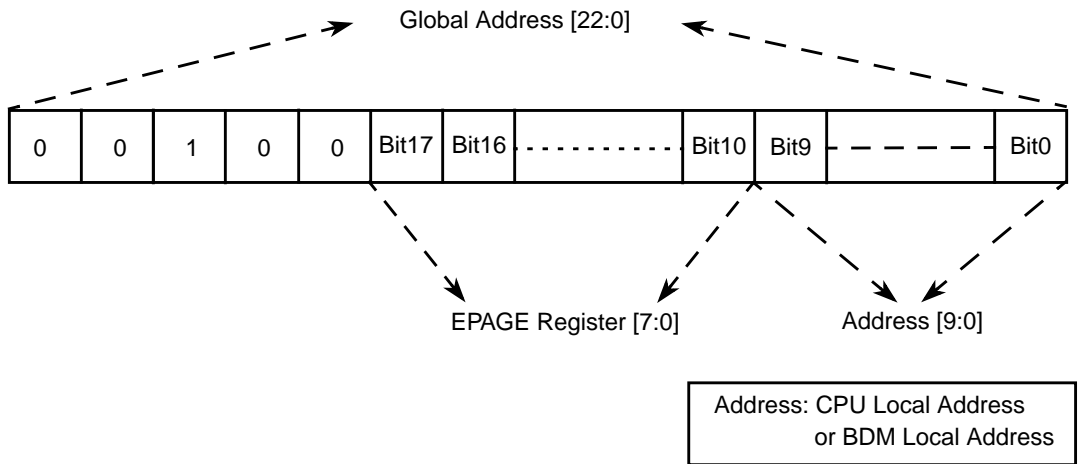 Global Address [22:0]
0 0 1 0 0 Bit17 Bit16 Bit10 Bit9 Bit0
EPAGE Register [7:0] Address [9:0]
Address: CPU Local Address
or BDM Local Address